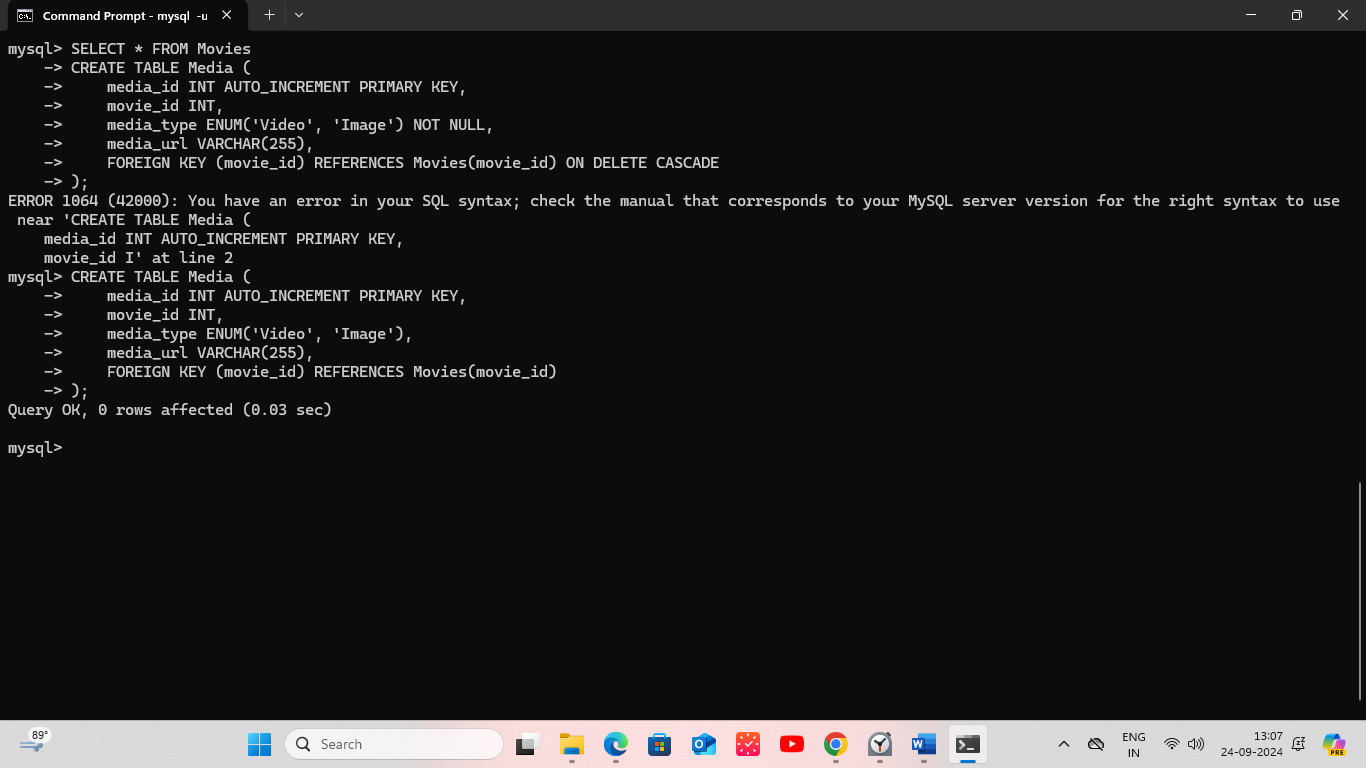 Command Prompt - mysql -u
mysql> SELECT * FROM Movies
    -> CREATE TABLE Media (
    ->     media_id INT AUTO_INCREMENT PRIMARY KEY,
    ->     movie_id INT,
    ->     media_type ENUM('Video', 'Image') NOT NULL,
    ->     media_url VARCHAR(255),
    ->     FOREIGN KEY (movie_id) REFERENCES Movies(movie_id) ON DELETE CASCADE
    -> );
ERROR 1064 (42000): You have an error in your SQL syntax; check the manual that corresponds to your MySQL server version for the right syntax to use
 near 'CREATE TABLE Media (
    media_id INT AUTO_INCREMENT PRIMARY KEY,
    movie_id I' at line 2
mysql> CREATE TABLE Media (
    ->     media_id INT AUTO_INCREMENT PRIMARY KEY,
    ->     movie_id INT,
    ->     media_type ENUM('Video', 'Image'),
    ->     media_url VARCHAR(255),
    ->     FOREIGN KEY (movie_id) REFERENCES Movies(movie_id)
    -> );
Query OK, 0 rows affected (0.03 sec)

mysql>
89°
Search
ENG
IN
13:07
24-09-2024
PRE